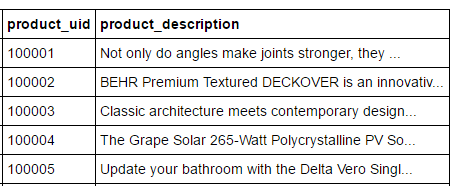 product_uid product_description
100001 Not only do angles make joints stronger, they ...
100002 BEHR Premium Textured DECKOVER is an innovativ...
100003 Classic architecture meets contemporary design...
100004 The Grape Solar 265-Watt Polycrystalline PV So...
100005 Update your bathroom with the Delta Vero Singl...